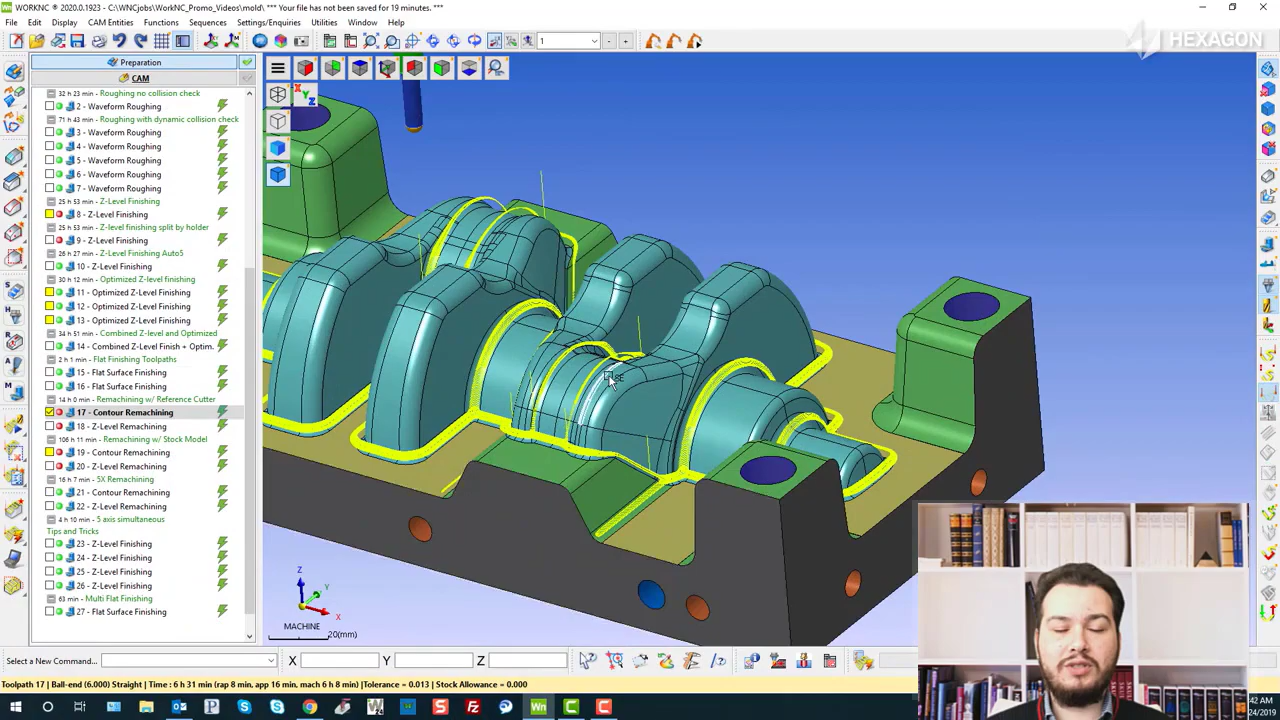 WORKNC ® 2020.0.1923 » C:\WNCjobs\WorkNC_Promo_Videos\mold\ *** Your file has not been saved for 19 minutes. ***
File Edit Display CAM Entities Functions Sequences Settings/Enquiries Utilities Window Help
1
HEXAGON
Preparation
CAM
32 h 23 min - Roughing no collision check
2 - Waveform Roughing
71 h 43 min - Roughing with dynamic collision check
3 - Waveform Roughing
4 - Waveform Roughing
5 - Waveform Roughing
6 - Waveform Roughing
7 - Waveform Roughing
25 h 53 min - Z-Level Finishing
8 - Z-Level Finishing
25 h 53 min - Z-level finishing split by holder
9 - Z-Level Finishing
26 h 27 min - Z-Level Finishing Auto5
10 - Z-Level Finishing
30 h 12 min - Optimized Z-level finishing
11 - Optimized Z-Level Finishing
12 - Optimized Z-Level Finishing
13 - Optimized Z-Level Finishing
34 h 51 min - Combined Z-level and Optimized
14 - Combined Z-level Finish + Optim.
2 h 1 min - Flat Finishing Toolpaths
15 - Flat Surface Finishing
16 - Flat Surface Finishing
14 h 0 min - Remachining w/ Reference Cutter
17 - Contour Remachining
18 - Z-Level Remachining
106 h 11 min - Remachining w/ Stock Model
19 - Contour Remachining
20 - Z-Level Remachining
16 h 7 min - 5X Remachining
21 - Contour Remachining
22 - Z-Level Remachining
4 h 10 min - 5 axis simultaneous
Tips and Tricks
23 - Z-Level Finishing
24 - Z-Level Finishing
25 - Z-Level Finishing
26 - Z-Level Finishing
63 min - Multi Flat Finishing
27 - Flat Surface Finishing
X
Y
Z
Z
Y
X
MACHINE
20(mm)
Select a New Command... X Y Z
Toolpath 17 | Ball-end (6.000) Straight | Time : 6 h 31 min (rap 8 min, app 16 min, mach 6 h 8 min) |Tolerance = 0.013 | Stock Allowance = 0.000